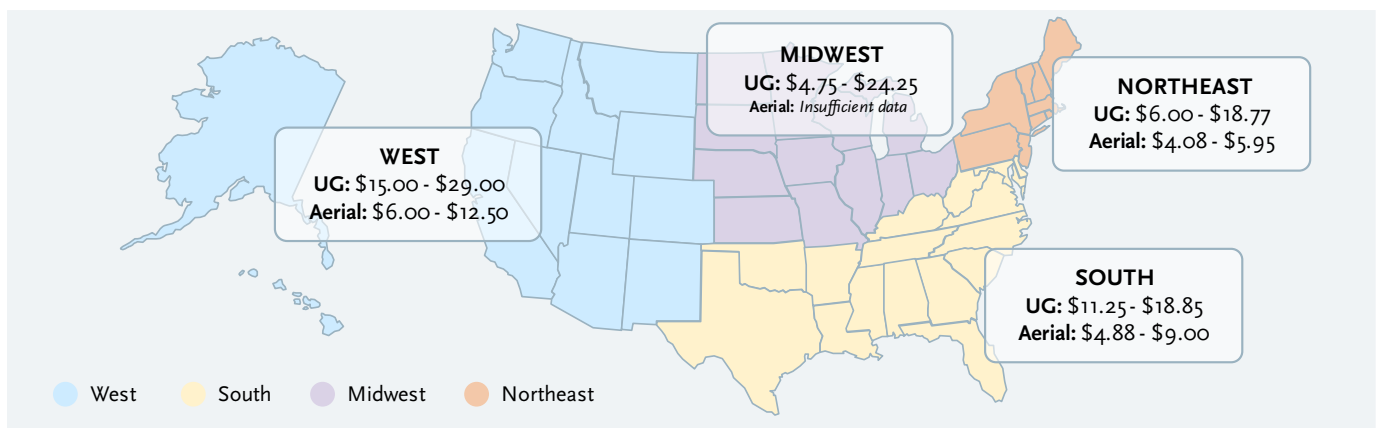 MIDWEST
UG: $4.75 - $24.25
Aerial: Insufficient data
NORTHEAST
UG: $6.00 - $18.77
Aerial: $4.08 - $5.95
WEST
UG: $15.00 - $29.00
Aerial: $6.00 - $12.50
SOUTH
UG: $11.25 - $18.85
Aerial: $4.88 - $9.00
West
South
Midwest
Northeast